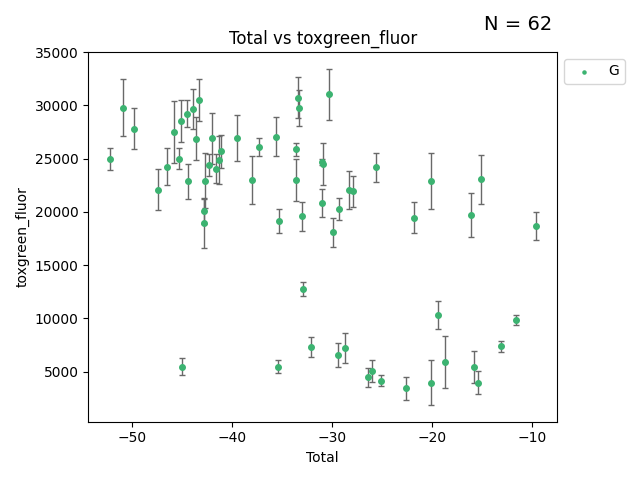 N = 62
Total vs toxgreen_fluor
G
toxgreen_fluor
35000
30000
25000
20000
15000
10000
5000
−50 −40 −30 −20 −10
Total